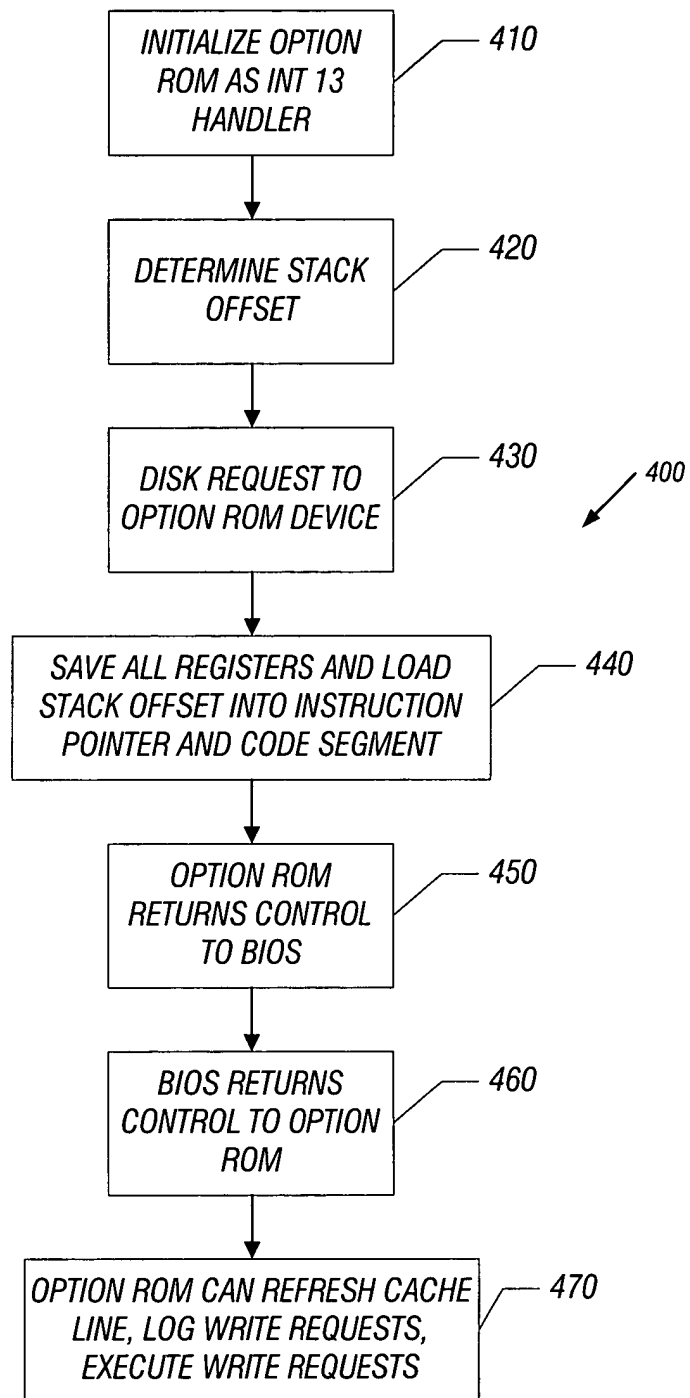 INITIALIZE OPTION
ROM AS INT 13
HANDLER
410
DETERMINE STACK
OFFSET
420
DISK REQUEST TO
OPTION ROM DEVICE
430
400
SAVE ALL REGISTERS AND LOAD
STACK OFFSET INTO INSTRUCTION
POINTER AND CODE SEGMENT
440
OPTION ROM
RETURNS CONTROL
TO BIOS
450
BIOS RETURNS
CONTROL TO OPTION
ROM
460
OPTION ROM CAN REFRESH CACHE
LINE, LOG WRITE REQUESTS,
EXECUTE WRITE REQUESTS
470